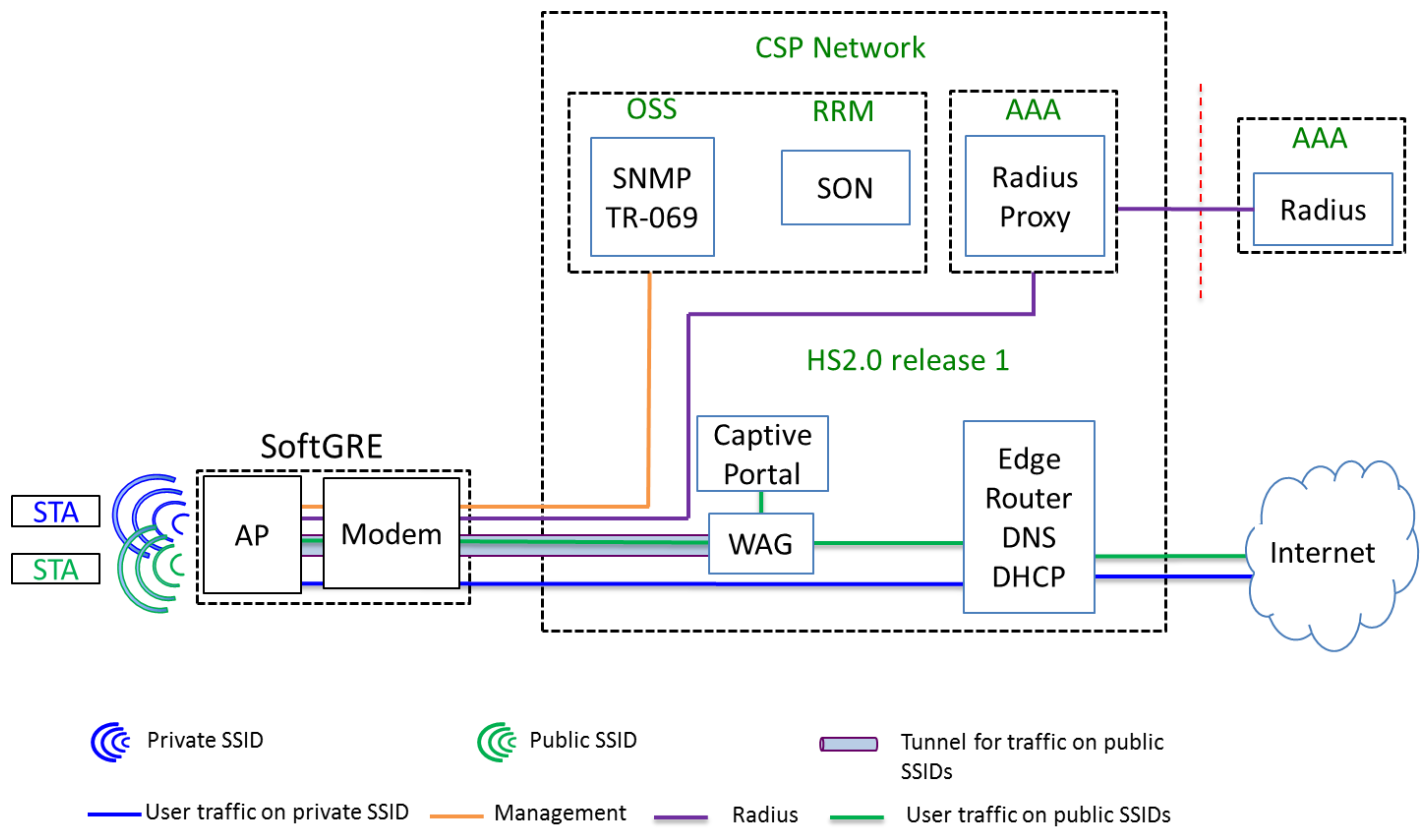 CSP Network
OSS
RRM
AAA
AAA
SNMP
TR-069
SON
Radius
Proxy
Radius
HS2.0 release 1
SoftGRE
Captive
Portal
Edge
Router
DNS
DHCP
STA
STA
AP
Modem
WAG
Internet
Private SSID
Public SSID
Tunnel for traffic on public
SSIDs
User traffic on private SSID
Management
Radius
User traffic on public SSIDs